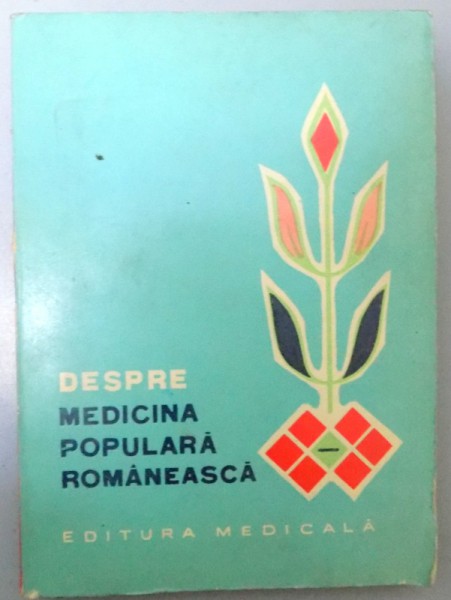 DESPRE
MEDICINA
POPULARĂ
ROMÂNEASCĂ
EDITURA MEDICALĂ